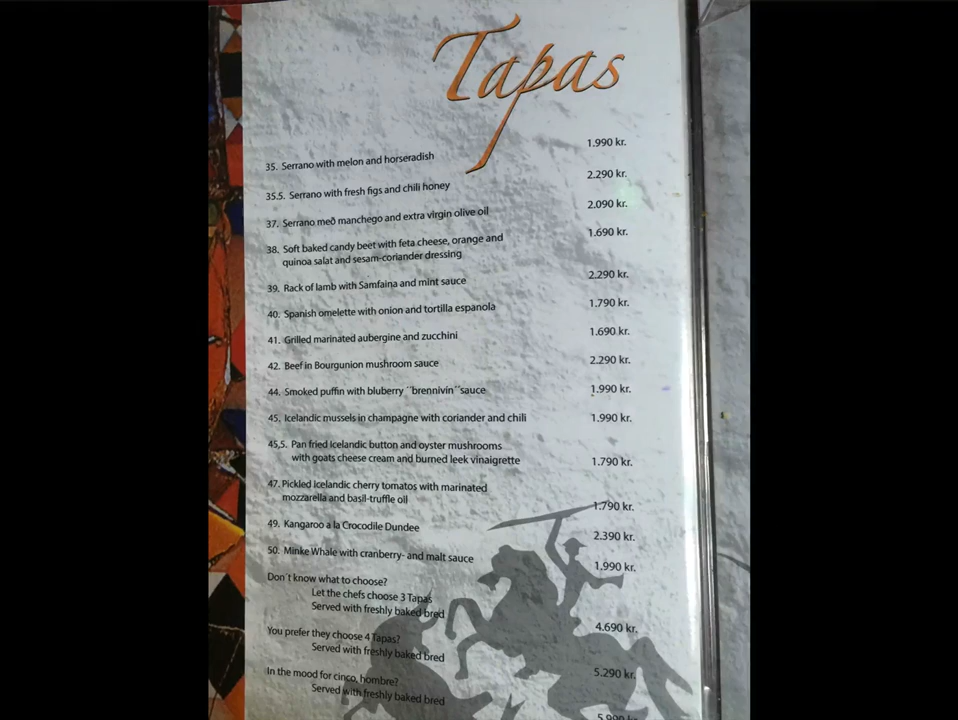 Tapas
35. Serrano with melon and horseradish 1.990 kr.
35.5. Serrano with fresh figs and chili honey 2.290 kr.
37. Serrano með manchego and extra virgin olive oil 2.090 kr.
38. Soft baked candy beet with feta cheese, orange and 1.690 kr.
quinoa salat and sesam-coriander dressing
39. Rack of lamb with Samfaina and mint sauce 2.290 kr.
40. Spanish omelette with onion and tortilla espanola 1.790 kr.
41. Grilled marinated aubergine and zucchini 1.690 kr.
42. Beef in Bourgunion mushroom sauce 2.290 kr.
44. Smoked puffin with bluberry ´´brennivín´´sauce 1.990 kr.
45. Icelandic mussels in champagne with coriander and chili 1.990 kr.
45,5. Pan fried Icelandic button and oyster mushrooms
with goats cheese cream and burned leek vinaigrette 1.790 kr.
47. Pickled Icelandic cherry tomatos with marinated
mozzarella and basil-truffle oil 1.790 kr.
49. Kangaroo a la Crocodile Dundee 2.390 kr.
50. Minke Whale with cranberry- and malt sauce 1.990 kr.
Don´t know what to choose?
Let the chefs choose 3 Tapas
Served with freshly baked bred 4.690 kr.
You prefer they choose 4 Tapas?
Served with freshly baked bred 5.290 kr.
In the mood for cinco, hombre?
Served with freshly baked bred 5.990 kr.